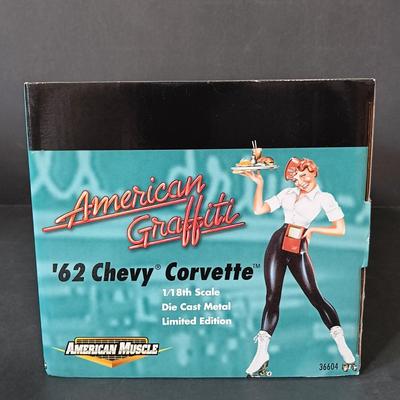 American
Graffiti
'62 Chevy® Corvette™
1/18th Scale
Die Cast Metal
Limited Edition
AMERICAN MUSCLE
36604